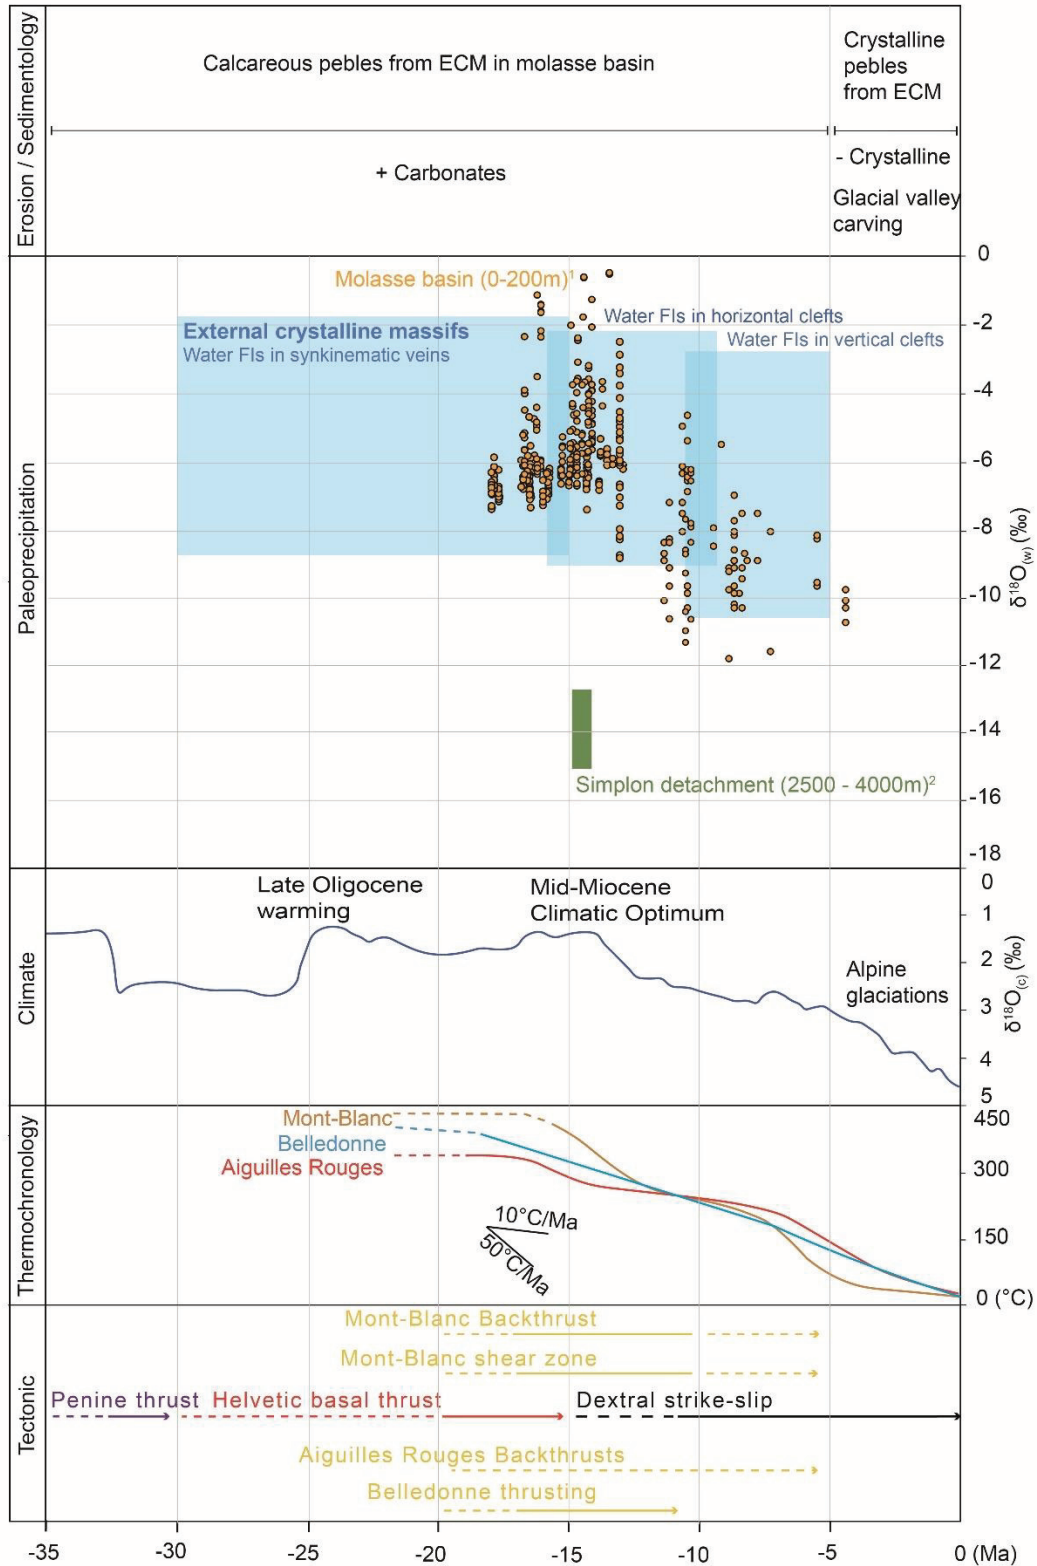 Erosion / Sedimentology
Calcareous pebles from ECM in molasse basin
Crystalline
pebles
from ECM
+ Carbonates
- Crystalline
Glacial valley
carving
Paleoprecipitation
Molasse basin (0-200m)¹
External crystalline massifs
Water FIs in synkinematic veins
Water FIs in horizontal clefts
Water FIs in vertical clefts
Simplon detachment (2500 - 4000m)²
0
-2
-4
-6
-8
-10
-12
-14
-16
-18
δ¹⁸O(w) (‰)
Climate
Late Oligocene
warming
Mid-Miocene
Climatic Optimum
Alpine
glaciations
0
1
2
3
4
5
δ¹⁸O(c) (‰)
Thermochronology
Mont-Blanc
Belledonne
Aiguilles Rouges
10°C/Ma
50°C/Ma
450
300
150
0 (°C)
Tectonic
Mont-Blanc Backthrust
Mont-Blanc shear zone
Penine thrust
Helvetic basal thrust
Dextral strike-slip
Aiguilles Rouges Backthrusts
Belledonne thrusting
-35 -30 -25 -20 -15 -10 -5 0 (Ma)